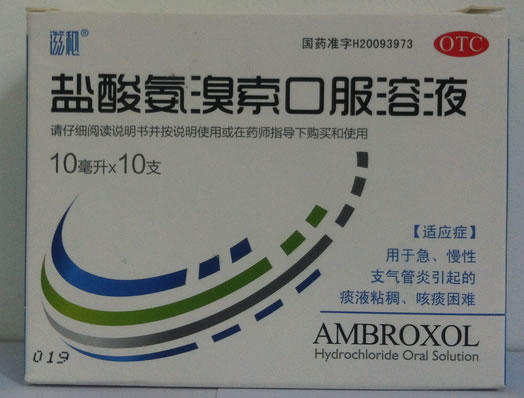 滋和®
国药准字H20093973
OTC
盐酸氨溴索口服溶液
请仔细阅读说明书并按说明使用或在药师指导下购买和使用
10毫升x10支
【适应症】
用于急、慢性
支气管炎引起的
痰液粘稠、咳痰困难
AMBROXOL
Hydrochloride Oral Solution
019